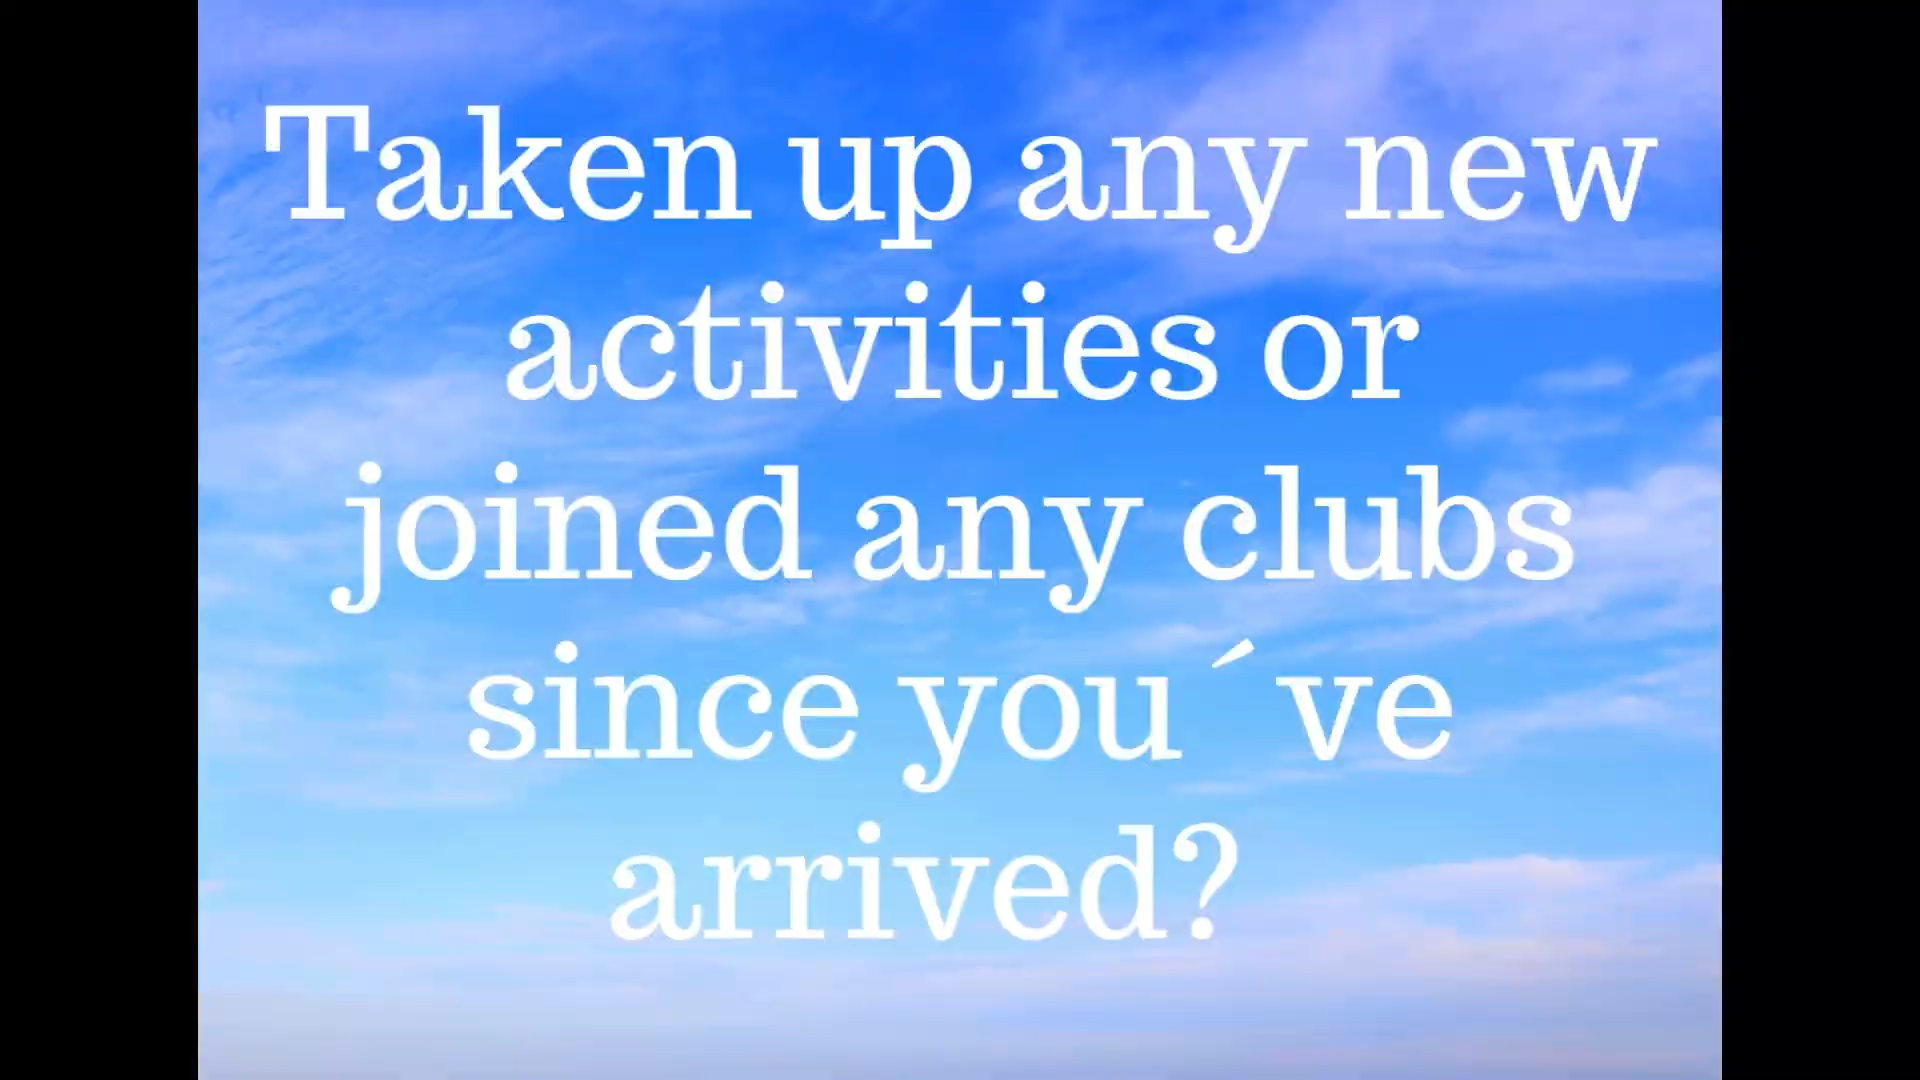 Taken up any new
activities or
joined any clubs
since you´ve
arrived?